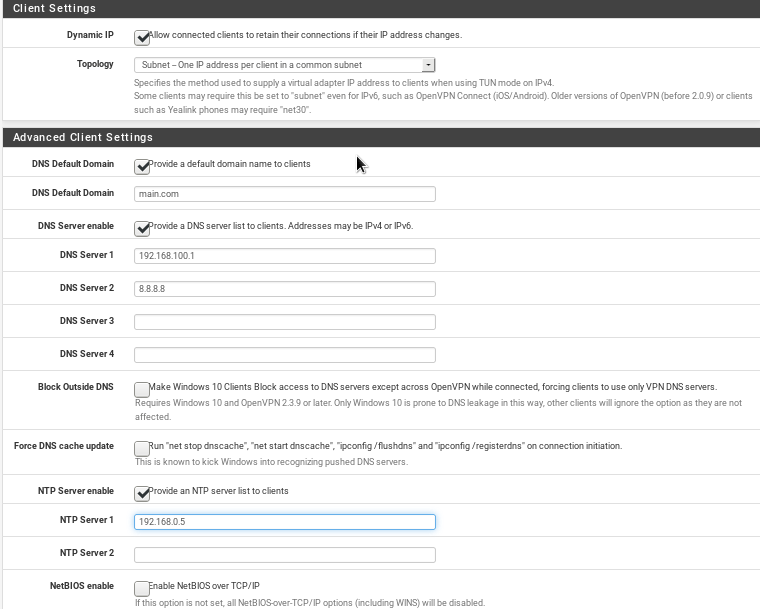 Client Settings
Dynamic IP Allow connected clients to retain their connections if their IP address changes.
Topology Subnet -- One IP address per client in a common subnet
Specifies the method used to supply a virtual adapter IP address to clients when using TUN mode on IPv4.
Some clients may require this be set to "subnet" even for IPv6, such as OpenVPN Connect (iOS/Android). Older versions of OpenVPN (before 2.0.9) or clients
such as Yealink phones may require "net30".
Advanced Client Settings
DNS Default Domain Provide a default domain name to clients
DNS Default Domain main.com
DNS Server enable Provide a DNS server list to clients. Addresses may be IPv4 or IPv6.
DNS Server 1 192.168.100.1
DNS Server 2 8.8.8.8
DNS Server 3
DNS Server 4
Block Outside DNS Make Windows 10 Clients Block access to DNS servers except across OpenVPN while connected, forcing clients to use only VPN DNS servers.
Requires Windows 10 and OpenVPN 2.3.9 or later. Only Windows 10 is prone to DNS leakage in this way, other clients will ignore the option as they are not
affected.
Force DNS cache update Run "net stop dnscache", "net start dnscache", "ipconfig /flushdns" and "ipconfig /registerdns" on connection initiation.
This is known to kick Windows into recognizing pushed DNS servers.
NTP Server enable Provide an NTP server list to clients
NTP Server 1 192.168.0.5
NTP Server 2
NetBIOS enable Enable NetBIOS over TCP/IP
If this option is not set, all NetBIOS-over-TCP/IP options (including WINS) will be disabled.